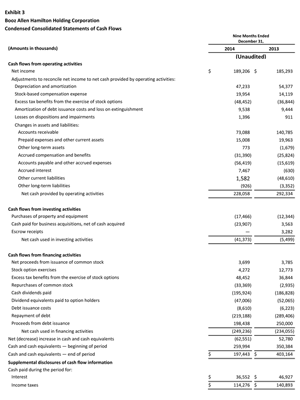 Exhibit 3
Booz Allen Hamilton Holding Corporation
Condensed Consolidated Statements of Cash Flows
Nine Months Ended
December 31,
(Amounts in thousands) 2014 2013
(Unaudited)
Cash flows from operating activities
Net income $ 189,206 $ 185,293
Adjustments to reconcile net income to net cash provided by operating activities:
Depreciation and amortization 47,233 54,377
Stock-based compensation expense 19,954 14,119
Excess tax benefits from the exercise of stock options (48,452) (36,844)
Amortization of debt issuance costs and loss on extinguishment 9,538 9,444
Losses on dispositions and impairments 1,396 911
Changes in assets and liabilities:
Accounts receivable 73,088 140,785
Prepaid expenses and other current assets 15,008 19,963
Other long-term assets 773 (1,679)
Accrued compensation and benefits (31,390) (25,824)
Accounts payable and other accrued expenses (56,419) (15,619)
Accrued interest 7,467 (630)
Other current liabilities 1,582 (48,610)
Other long-term liabilities (926) (3,352)
Net cash provided by operating activities 228,058 292,334
Cash flows from investing activities
Purchases of property and equipment (17,466) (12,344)
Cash paid for business acquisitions, net of cash acquired (23,907) 3,563
Escrow receipts — 3,282
Net cash used in investing activities (41,373) (5,499)
Cash flows from financing activities
Net proceeds from issuance of common stock 3,699 3,785
Stock option exercises 4,272 12,773
Excess tax benefits from the exercise of stock options 48,452 36,844
Repurchases of common stock (33,369) (2,935)
Cash dividends paid (195,924) (186,828)
Dividend equivalents paid to option holders (47,006) (52,065)
Debt issuance costs (8,610) (6,223)
Repayment of debt (219,188) (289,406)
Proceeds from debt issuance 198,438 250,000
Net cash used in financing activities (249,236) (234,055)
Net (decrease) increase in cash and cash equivalents (62,551) 52,780
Cash and cash equivalents — beginning of period 259,994 350,384
Cash and cash equivalents — end of period $ 197,443 $ 403,164
Supplemental disclosures of cash flow information
Cash paid during the period for:
Interest $ 36,552 $ 46,927
Income taxes $ 114,276 $ 140,893